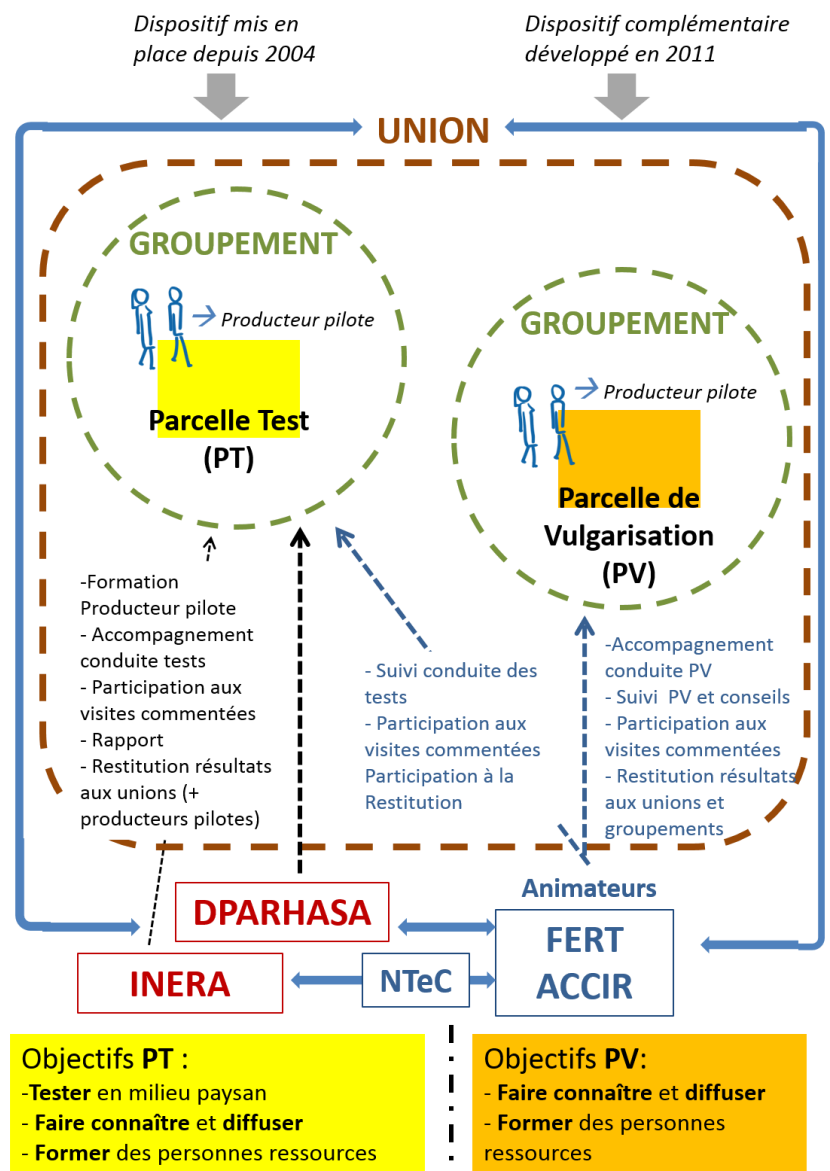 Dispositif mis en
place depuis 2004
Dispositif complémentaire
développé en 2011
UNION
GROUPEMENT
Producteur pilote
Parcelle Test
(PT)
GROUPEMENT
Producteur pilote
Parcelle de
Vulgarisation
(PV)
-Formation
Producteur pilote
- Accompagnement
conduite tests
- Participation aux
visites commentées
- Rapport
- Restitution résultats
aux unions (+
producteurs pilotes)
- Suivi conduite des
tests
- Participation aux
visites commentées
Participation à la
Restitution
-Accompagnement
conduite PV
- Suivi PV et conseils
- Participation aux
visites commentées
- Restitution résultats
aux unions et
groupements
Animateurs
DPARHASA
FERT
ACCIR
INERA
NTeC
Objectifs PT :
-Tester en milieu paysan
- Faire connaître et diffuser
- Former des personnes ressources
Objectifs PV:
- Faire connaître et diffuser
- Former des personnes
ressources